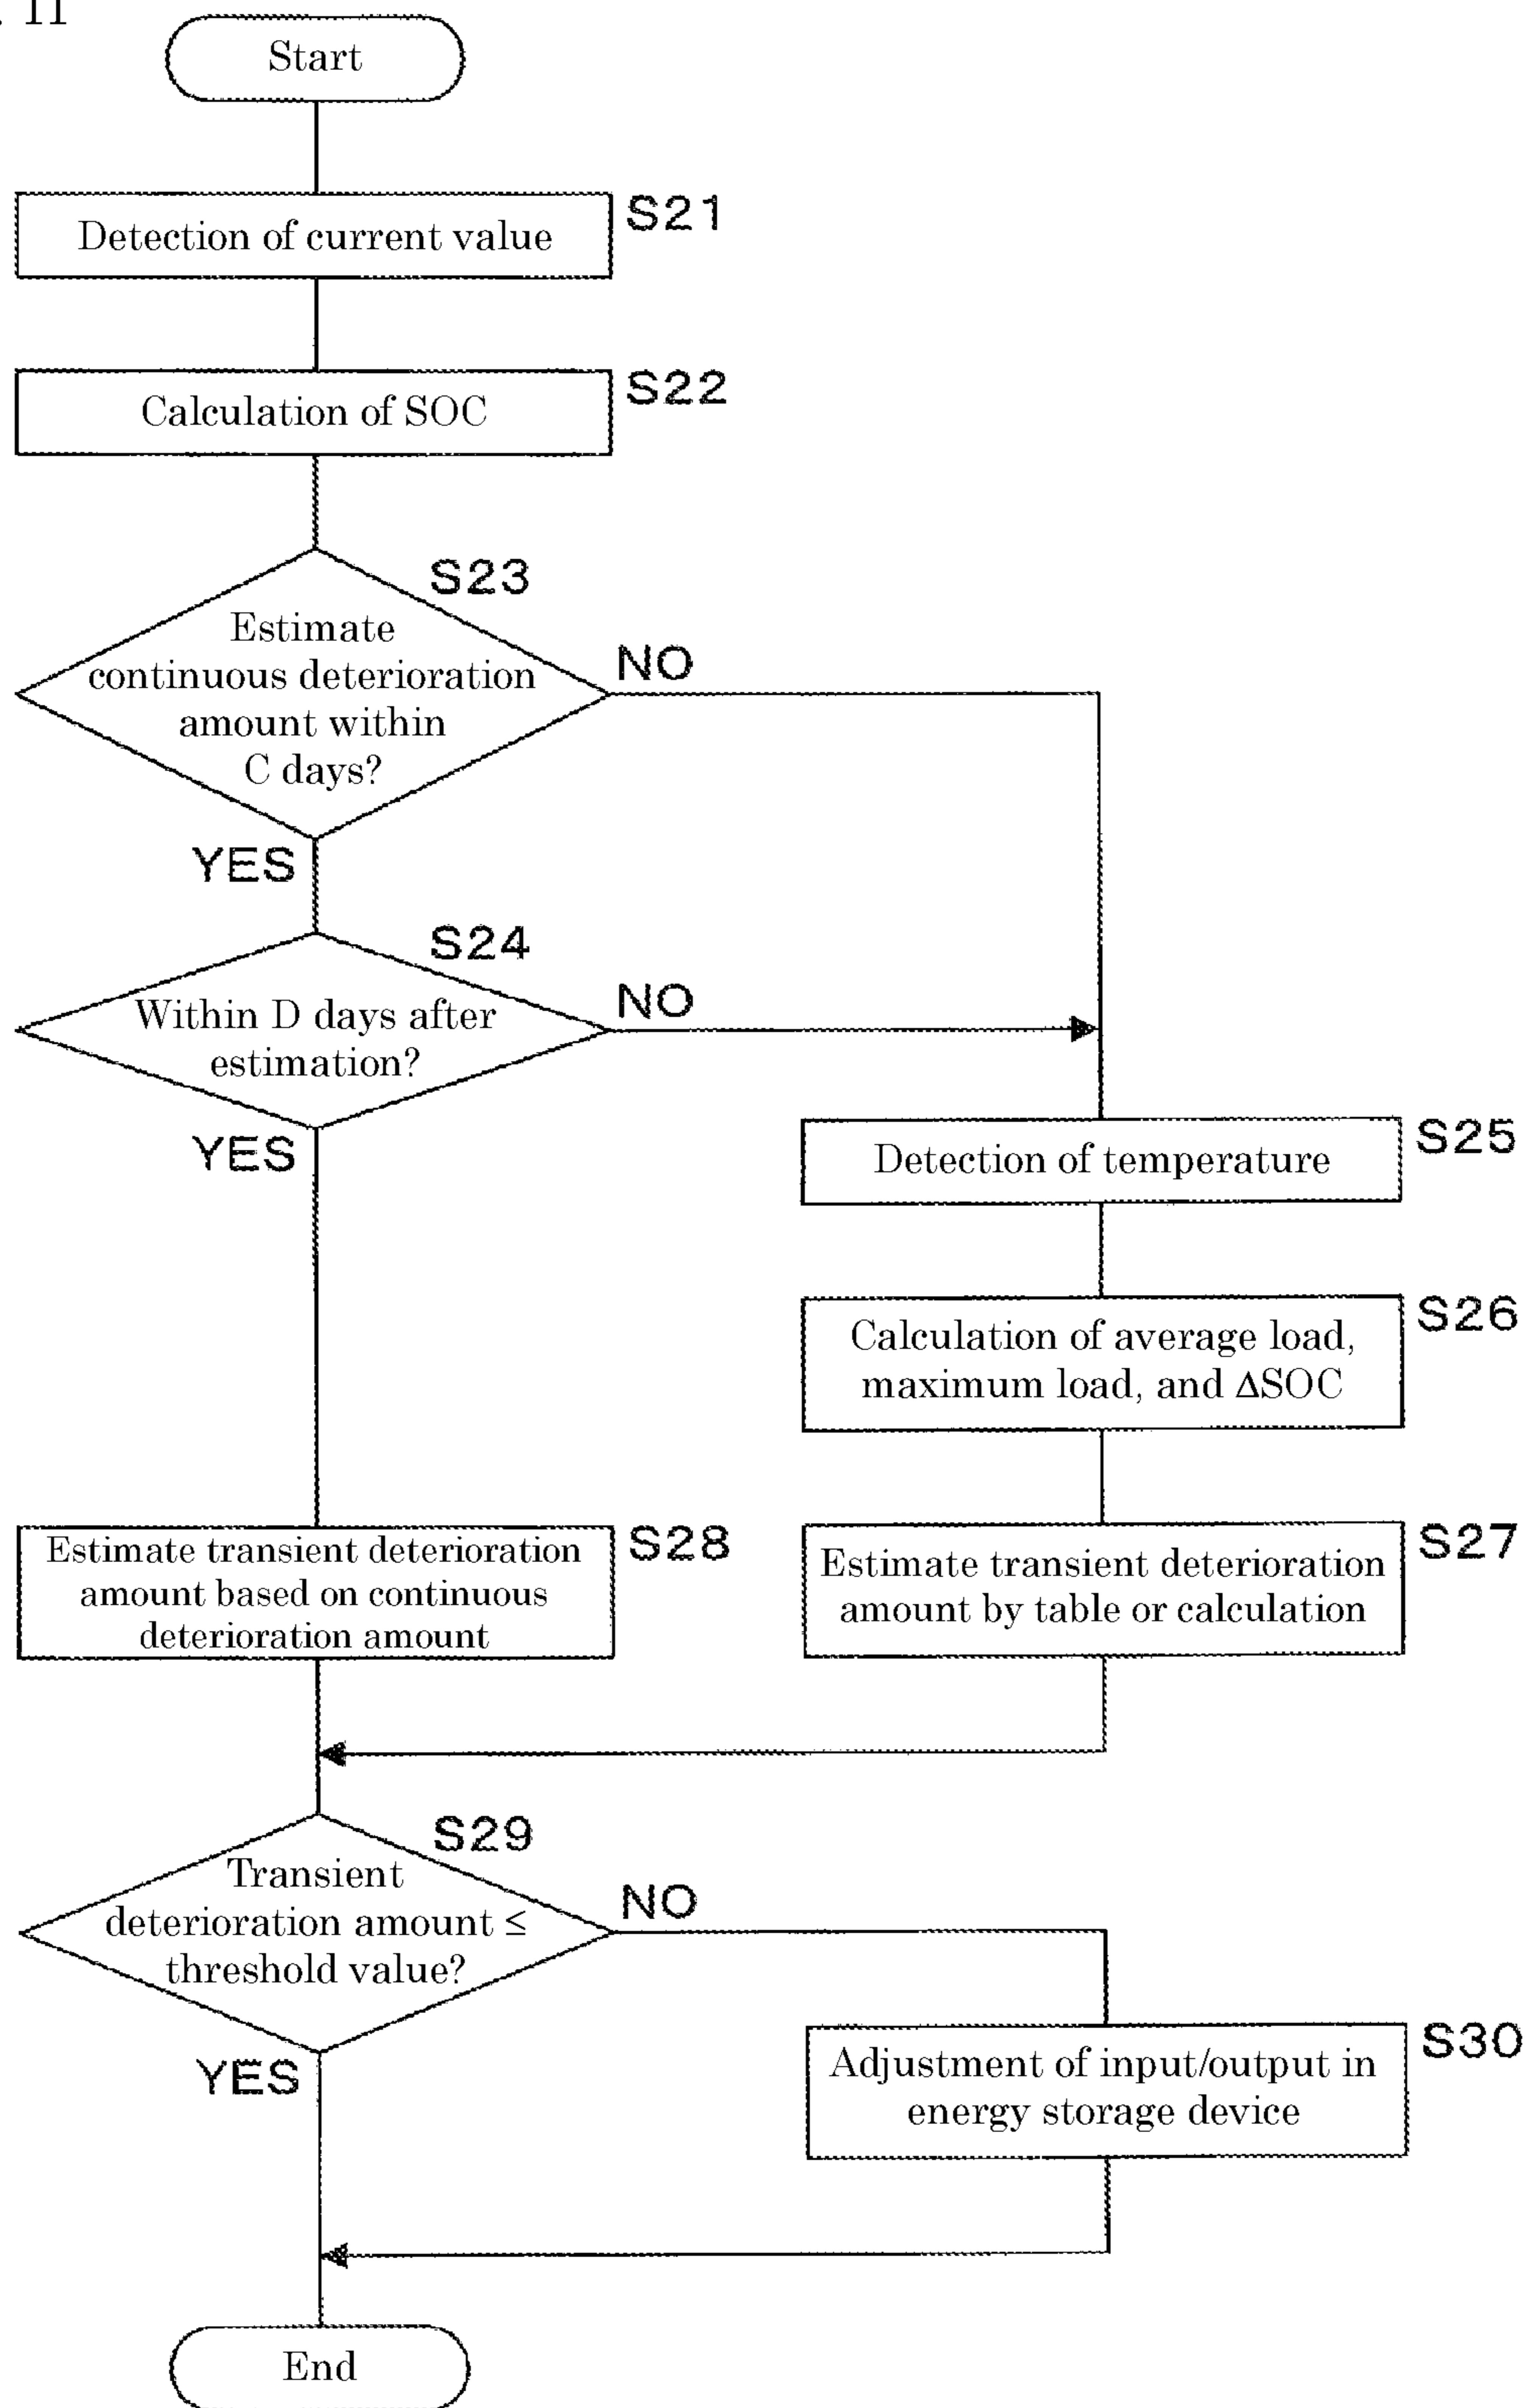 . 11
Start
Detection of current value
S21
Calculation of SOC
S22
S23
Estimate
continuous deterioration
amount within
C days?
NO
YES
S24
Within D days after
estimation?
NO
YES
Detection of temperature
S25
Calculation of average load,
maximum load, and ΔSOC
S26
Estimate transient deterioration
amount by table or calculation
S27
Estimate transient deterioration
amount based on continuous
deterioration amount
S28
S29
Transient
deterioration amount ≤
threshold value?
NO
YES
Adjustment of input/output in
energy storage device
S30
End